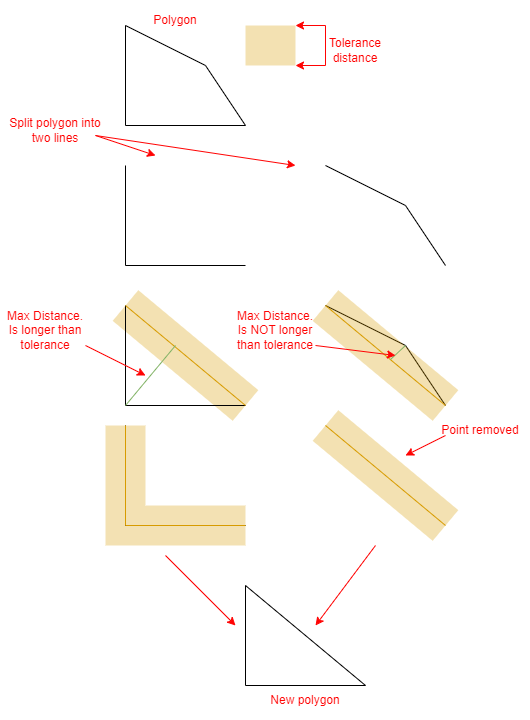 Polygon
Tolerance
distance
Split polygon into
two lines
Max Distance.
Is longer than
tolerance
Max Distance.
Is NOT longer
than tolerance
Point removed
New polygon